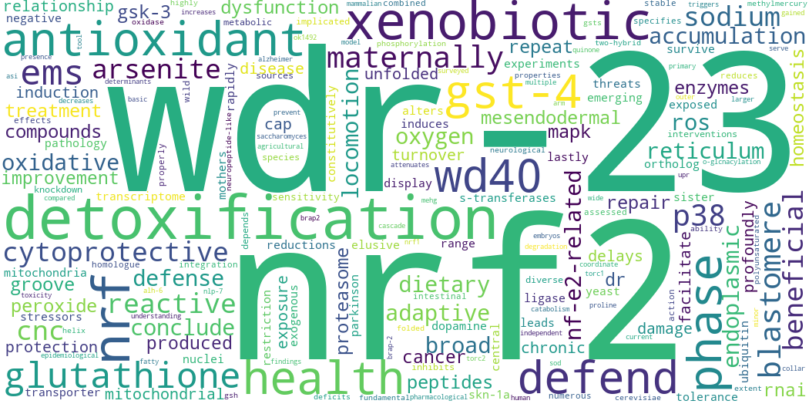 relationship gsk-3 oxidase metabolic increases highly implicated mammalian combined stable triggers methylmercury gained
negative dysfunction xenobiotic specifies gsts phosphorylation sodium
antioxidant two-hybrid quinone accumulation
presence arsenite maternally repeat survive
ems disease unfolded experiments properties surveyed primary basic reduces larger serve
induction rapidly sources wild alzheimer model locomotion gst-4 multiple threats enzymes
treatment cap induces alters mesendodermal emerging exposed ros homeostasis
effects determinants decreases prevent constitutively oxygen mapk neurological interventions
compounds properly saccharomyces agricultural lastly reticulum
pathology neuropeptide-like turnover wd40 ortholog o-glcnacylation
oxidative mothers species display attenuates s-transferases upr
improvement transcriptome sensitivity
knockdown compared
wdr-23
detoxification brap2 cascade reductions elusive range embryos wide assessed sister
cytoprotective depends homologue integration degradation coordinate repair p38 profoundly polyunsaturated
mitochondria defense nrf dietary diverse delays ability
groove proteasome parkinson intestinal torc1 dr facilitate endoplasmic blastomere beneficial
stressors elusive nlp-7 exposure exogenous adaptive ligase catabolism yeast
peroxide reactive restriction dopamine proline
toxicity understanding folded leads independent damage action
cnc conclude brap-2 central broad chronic current ubiquitin
protection helix produced findings cancer inhibits torc2 sod phase
epidemiological nuclei nf-e2-related
nrf2
glutathione health peptides defend tolerance rnai collar
transporter mitochondrial fatty gsh deficits fundamental pharmacological skn-1a numerous human cerevisiae extent